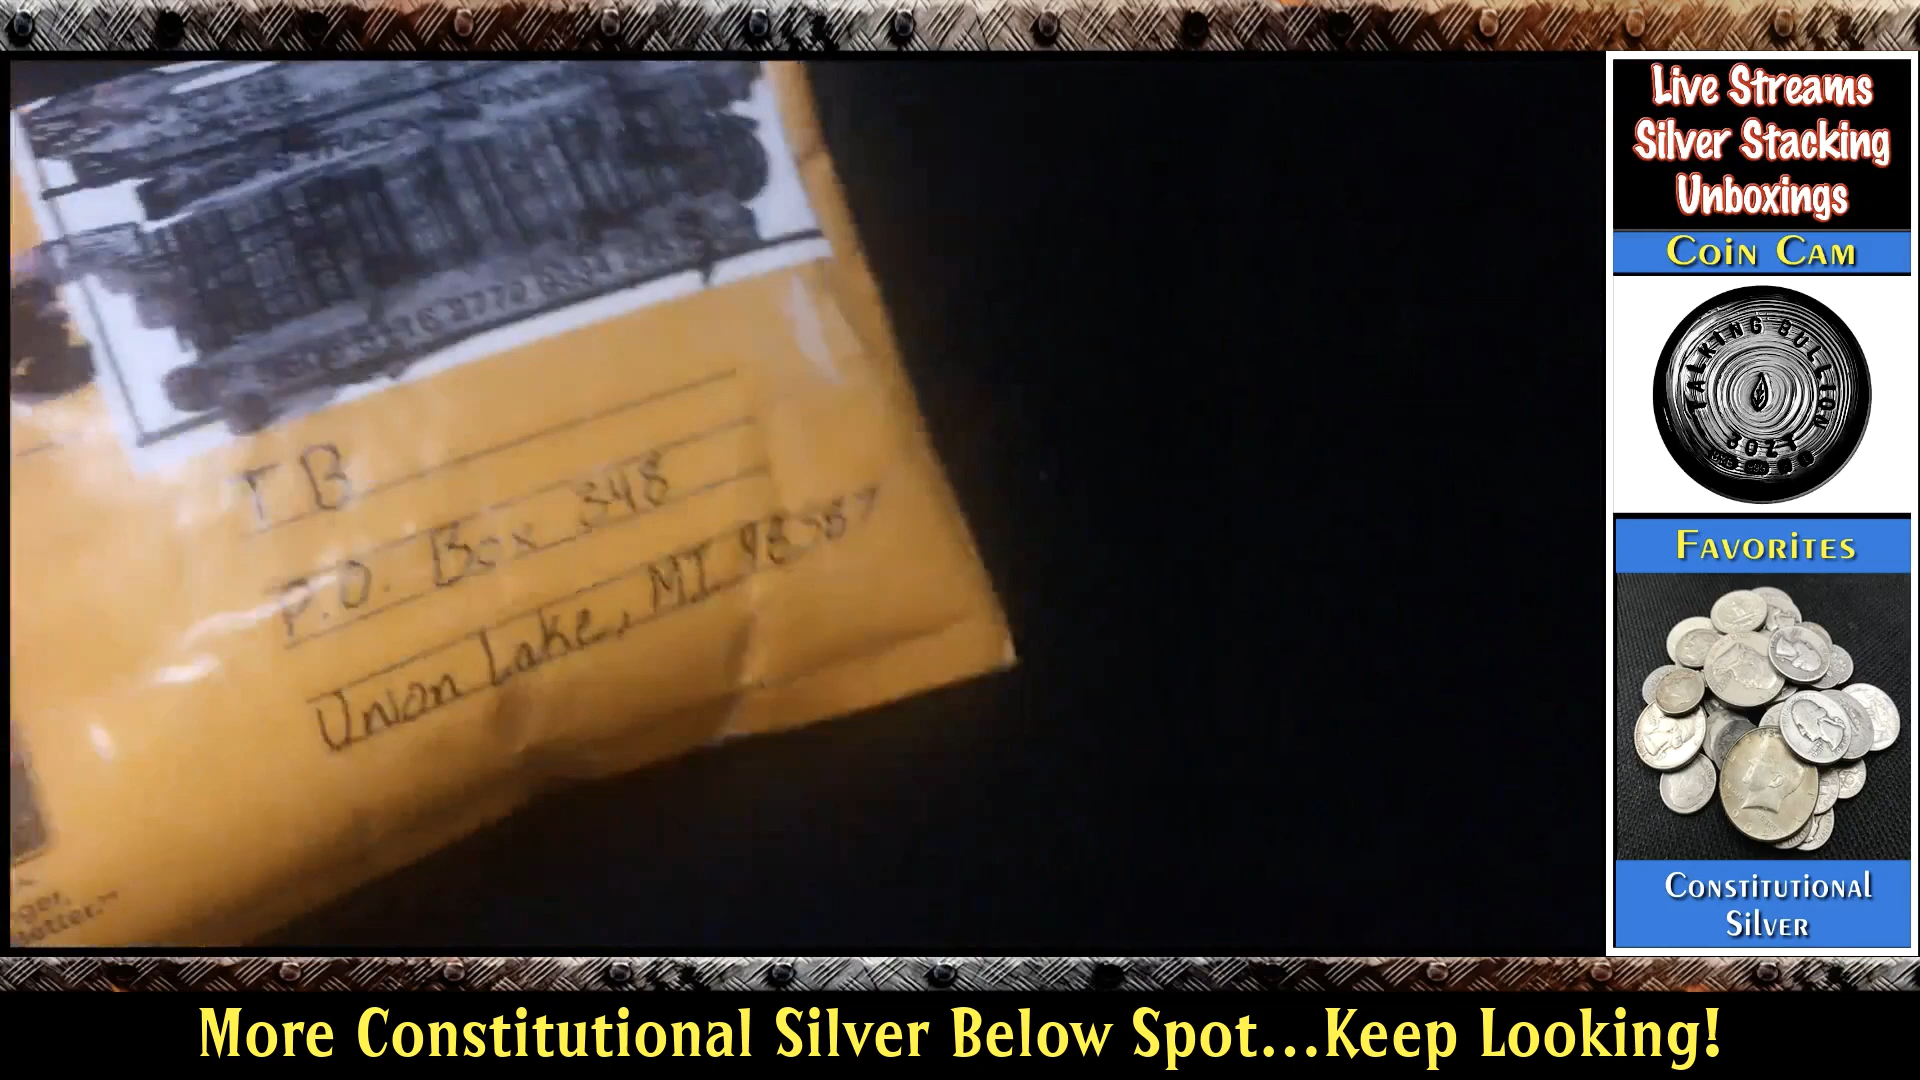 Live Streams
Silver Stacking
Unboxings
Coin Cam
TALKING BULLION
T B
P.O. Box 348
Union Lake, MI
Favorites
Constitutional
Silver
More Constitutional Silver Below Spot...Keep Looking!